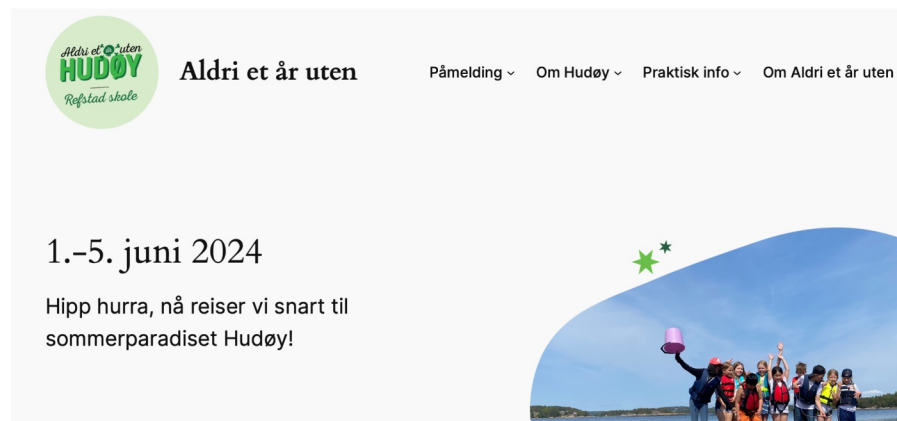 Aldri et år uten
HUDØY
Refstad skole
Aldri et år uten
Påmelding
Om Hudøy
Praktisk info
Om Aldri et år uten
1.–5. juni 2024
Hipp hurra, nå reiser vi snart til
sommerparadiset Hudøy!